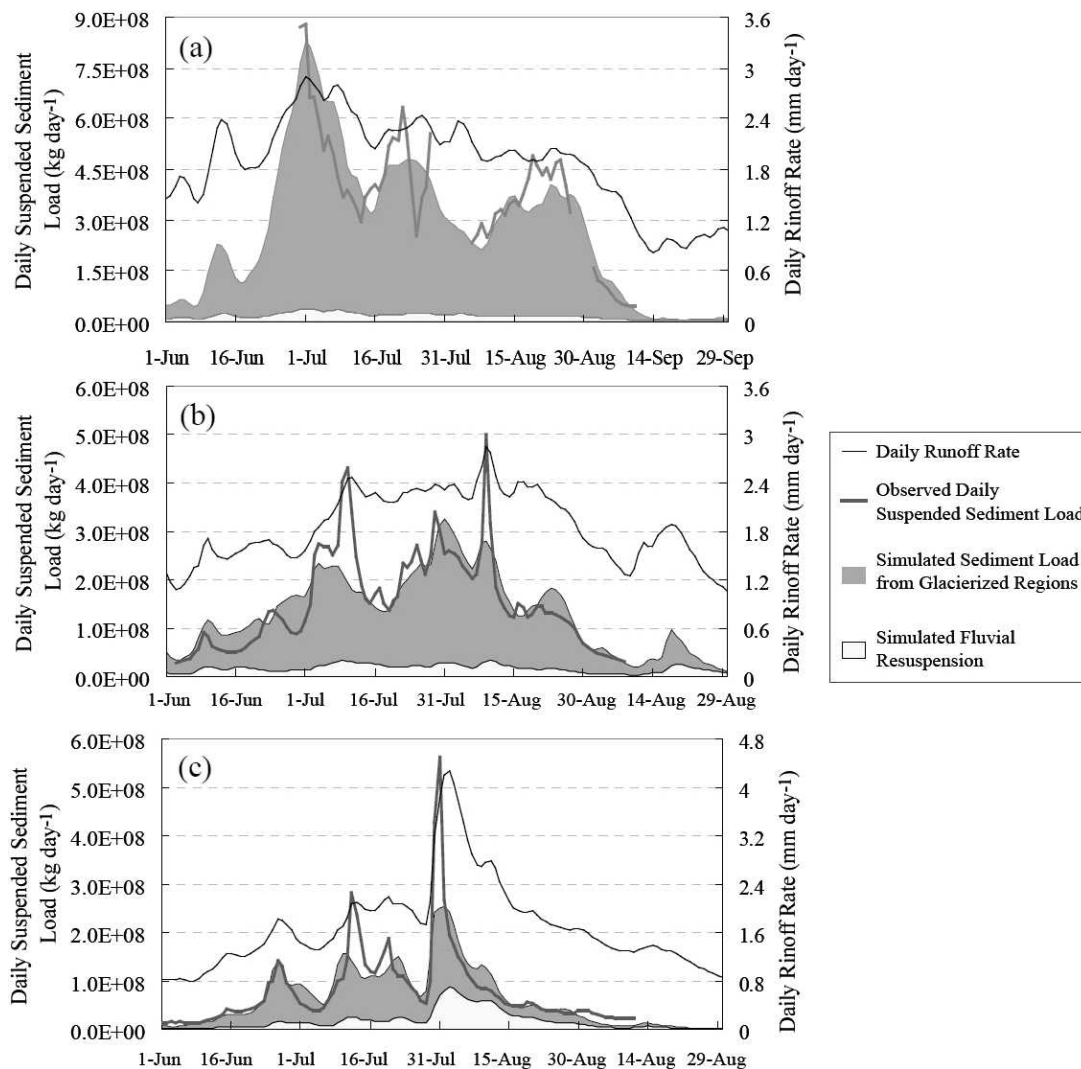 (a)
Daily Suspended Sediment
Load (kg day-1)
9.0E+08
7.5E+08
6.0E+08
4.5E+08
3.0E+08
1.5E+08
0.0E+00
3.6
3
2.4
1.8
1.2
0.6
0
Daily Rinoff Rate (mm day-1)
1-Jun 16-Jun 1-Jul 16-Jul 31-Jul 15-Aug 30-Aug 14-Sep 29-Sep
(b)
Daily Suspended Sediment
Load (kg day-1)
6.0E+08
5.0E+08
4.0E+08
3.0E+08
2.0E+08
1.0E+08
0.0E+00
3.6
3
2.4
1.8
1.2
0.6
0
Daily Rinoff Rate (mm day-1)
1-Jun 16-Jun 1-Jul 16-Jul 31-Jul 15-Aug 30-Aug 14-Aug 29-Aug
Daily Runoff Rate
Observed Daily
Suspended Sediment Load
Simulated Sediment Load
from Glacierized Regions
Simulated Fluvial
Resuspension
(c)
Daily Suspended Sediment
Load (kg day-1)
6.0E+08
5.0E+08
4.0E+08
3.0E+08
2.0E+08
1.0E+08
0.0E+00
4.8
4
3.2
2.4
1.6
0.8
0
Daily Rinoff Rate (mm day-1)
1-Jun 16-Jun 1-Jul 16-Jul 31-Jul 15-Aug 30-Aug 14-Aug 29-Aug